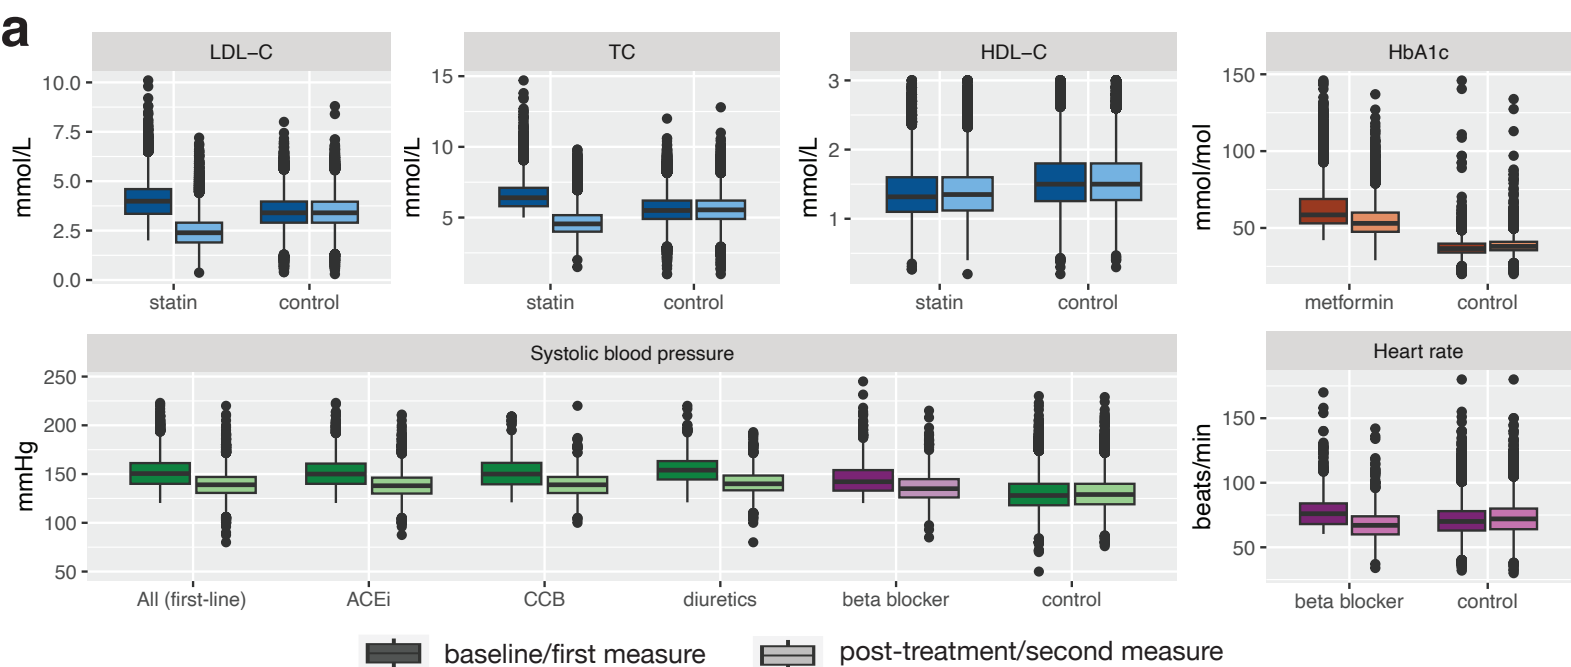 a
LDL–C
TC
HDL–C
HbA1c
mmol/L
10.0
7.5
5.0
2.5
0.0
statin
control
mmol/L
15
10
5
statin
control
mmol/L
3
2
1
statin
control
mmol/mol
150
100
50
metformin
control
Systolic blood pressure
mmHg
250
200
150
100
50
All (first-line)
ACEi
CCB
diuretics
beta blocker
control
Heart rate
beats/min
150
100
50
beta blocker
control
baseline/first measure
post-treatment/second measure